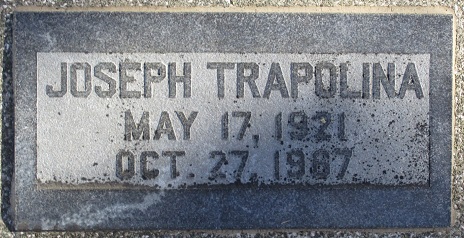 JOSEPH TRAPOLINA
MAY 17, 1921
OCT. 27, 1987